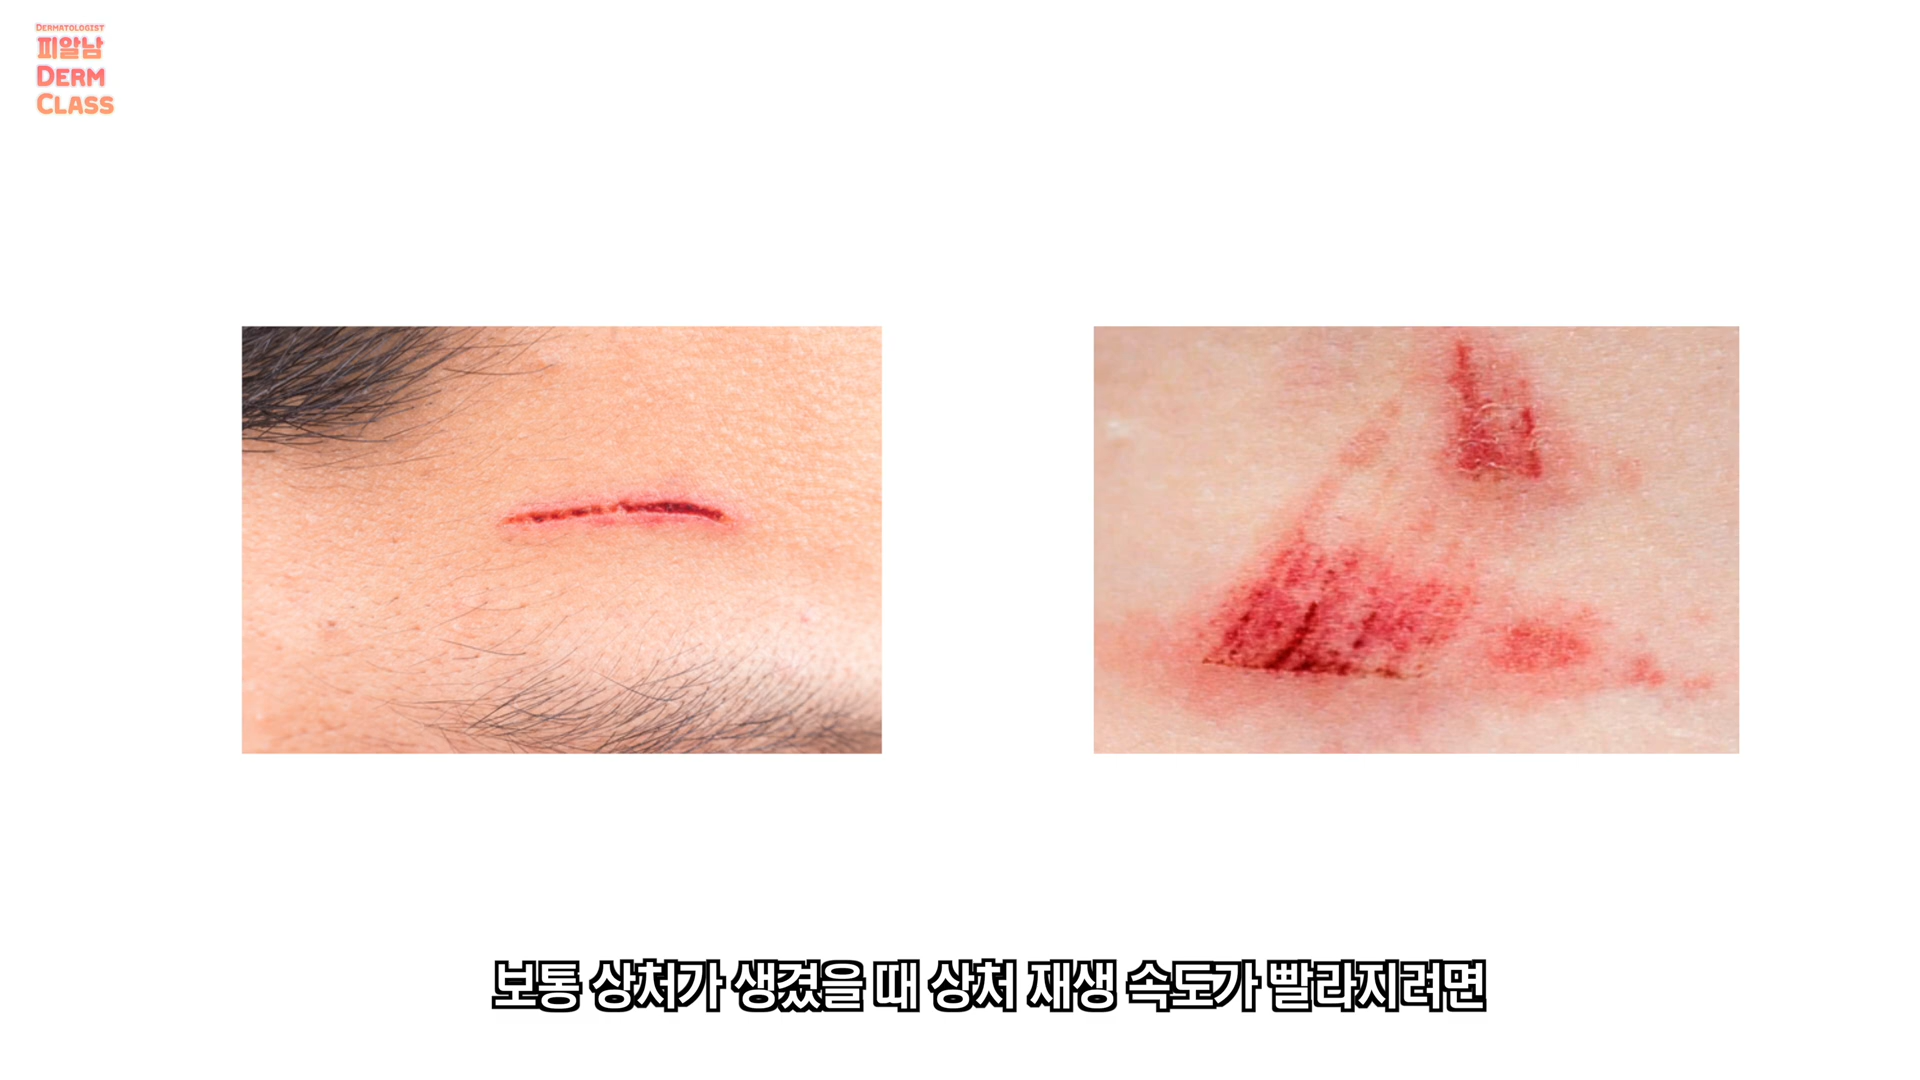 DERMATOLOGIST
피알남
DERM
CLASS
보통 상처가 생겼을 때 상처 재생 속도가 빨라지려면